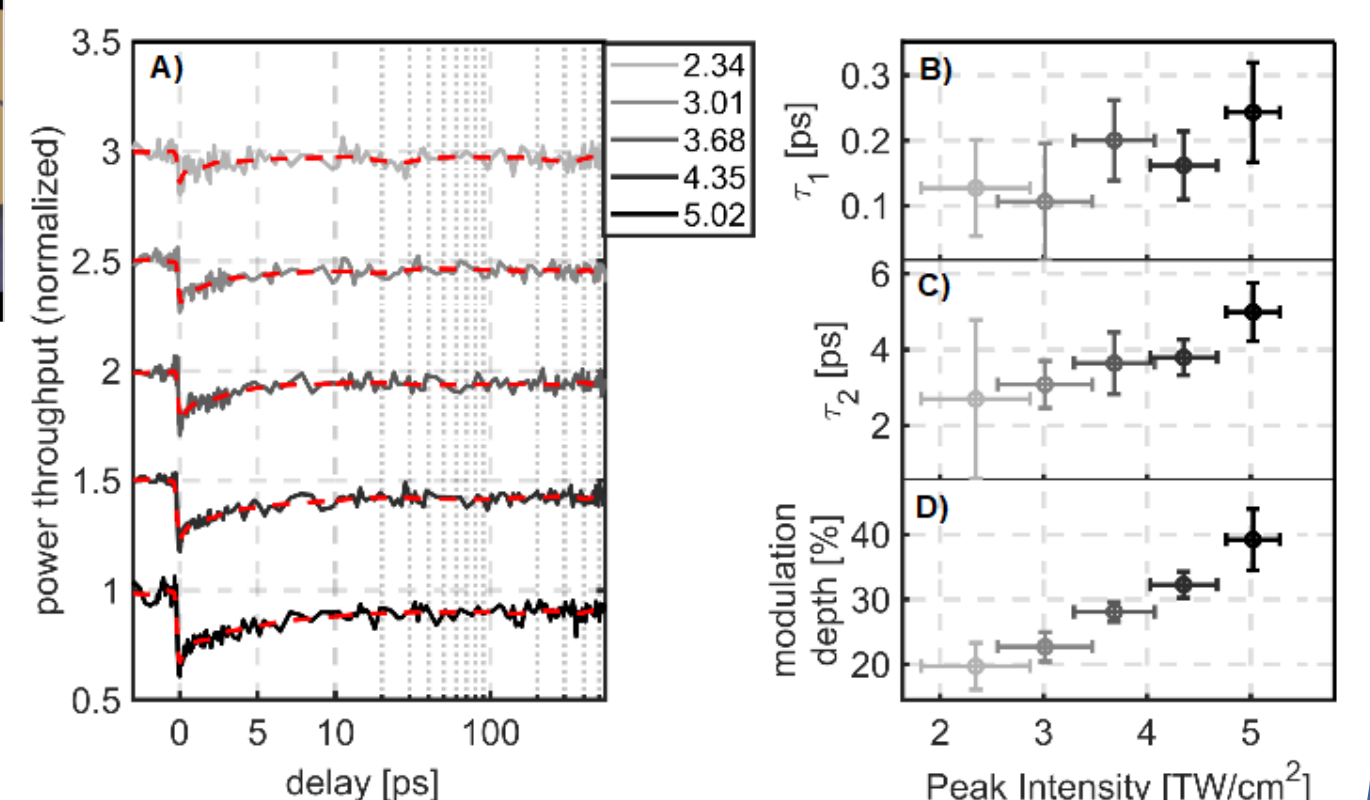 A)
3.5
3
2.5
2
1.5
1
0.5
power throughput (normalized)
0 5 10 100
delay [ps]
2.34
3.01
3.68
4.35
5.02
B)
0.3
0.2
0.1
τ1 [ps]
C)
6
4
2
τ2 [ps]
D)
40
30
20
modulation
depth [%]
2 3 4 5
Peak Intensity [TW/cm²]